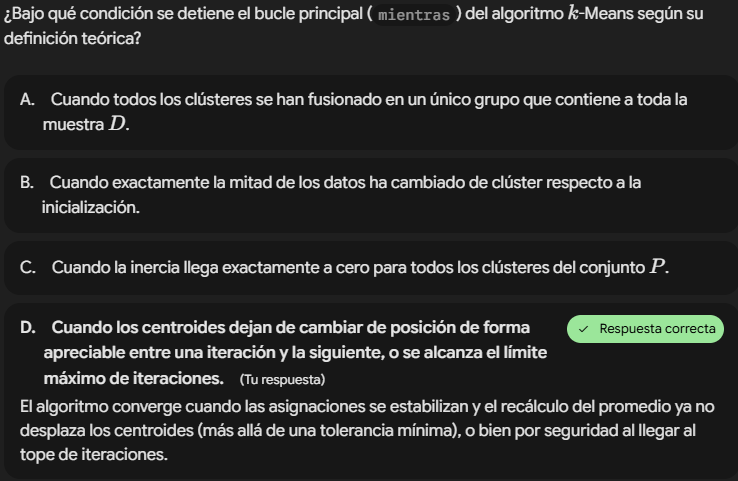 ¿Bajo qué condición se detiene el bucle principal ( mientras ) del algoritmo k-Means según su
definición teórica?
A. Cuando todos los clústeres se han fusionado en un único grupo que contiene a toda la
muestra D.
B. Cuando exactamente la mitad de los datos ha cambiado de clúster respecto a la
inicialización.
C. Cuando la inercia llega exactamente a cero para todos los clústeres del conjunto P.
D. Cuando los centroides dejan de cambiar de posición de forma
✓ Respuesta correcta
apreciable entre una iteración y la siguiente, o se alcanza el límite
máximo de iteraciones. (Tu respuesta)
El algoritmo converge cuando las asignaciones se estabilizan y el recálculo del promedio ya no
desplaza los centroides (más allá de una tolerancia mínima), o bien por seguridad al llegar al
tope de iteraciones.